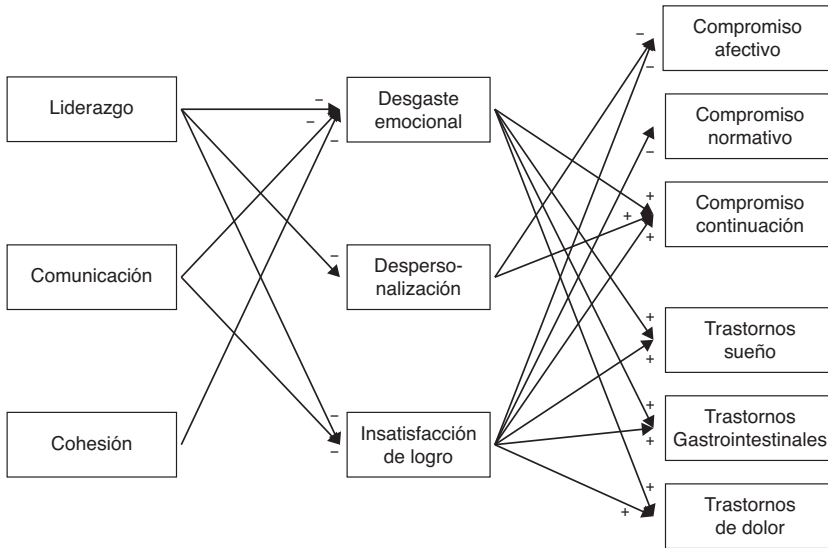 Liderazgo
Comunicación
Cohesión
Desgaste
emocional
Desperso-
nalización
Insatisfacción
de logro
Compromiso
afectivo
Compromiso
normativo
Compromiso
continuación
Trastornos
sueño
Trastornos
Gastrointestinales
Trastornos
de dolor
−
−
−
−
−
−
−
−
−
+
+
+
+
+
+
+
+
+